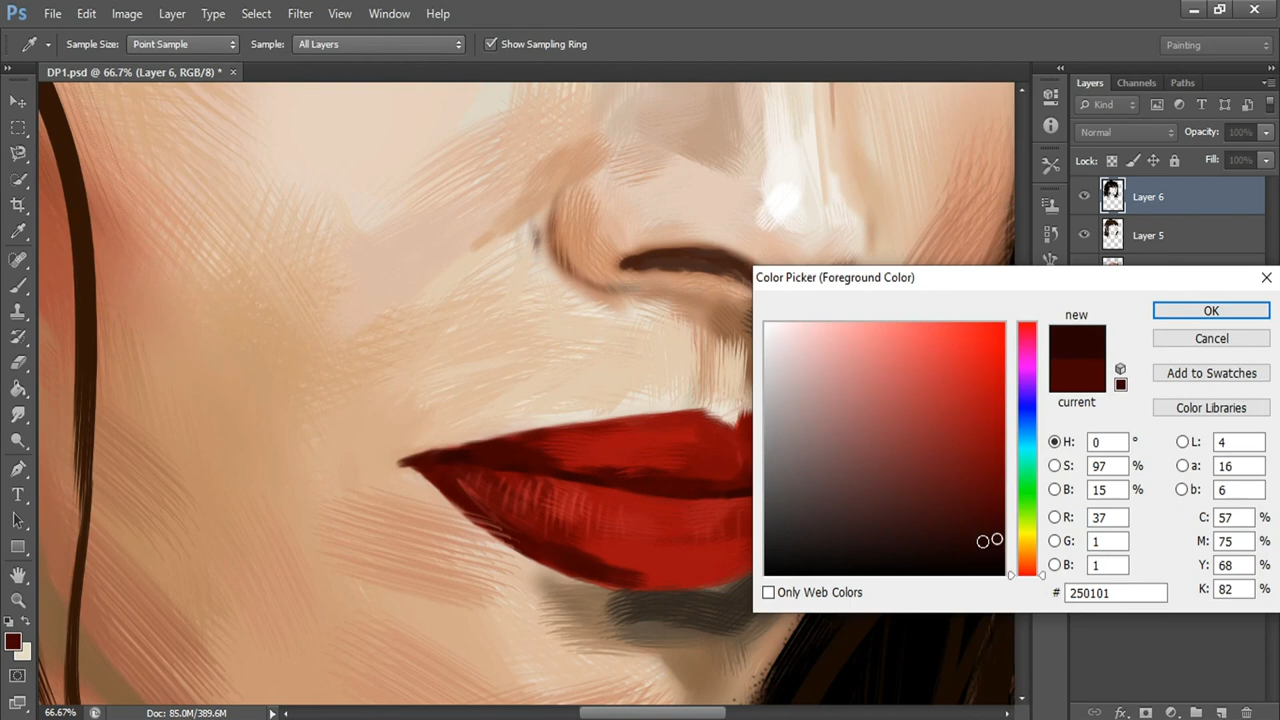 Ps File Edit Image Layer Type Select Filter View Window Help
Sample Size: Point Sample Sample: All Layers Show Sampling Ring Painting
DP1.psd @ 66.7% (Layer 6, RGB/8) * ×
Layers Channels Paths
Kind
Normal Opacity: 100%
Lock: Fill: 100%
Layer 6
Layer 5
Color Picker (Foreground Color)
new
OK
Cancel
Add to Swatches
current
Color Libraries
H: 0 ° L: 4
S: 97 % a: 16
B: 15 % b: 6
R: 37 C: 57 %
G: 1 M: 75 %
B: 1 Y: 68 %
# 250101 K: 82 %
Only Web Colors
66.67% Doc: 85.0M/389.6M